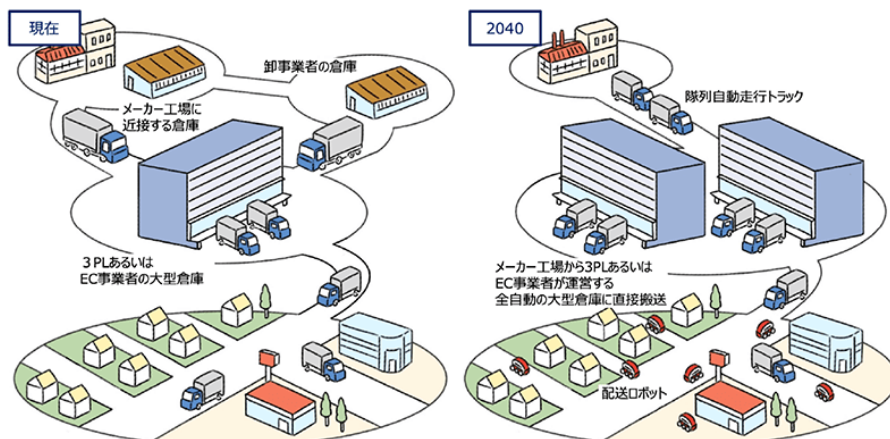 現在
卸事業者の倉庫
メーカー工場に
近接する倉庫
3PLあるいは
EC事業者の大型倉庫
2040
隊列自動走行トラック
メーカー工場から3PLあるいは
EC事業者が運営する
全自動の大型倉庫に直接搬送
配送ロボット